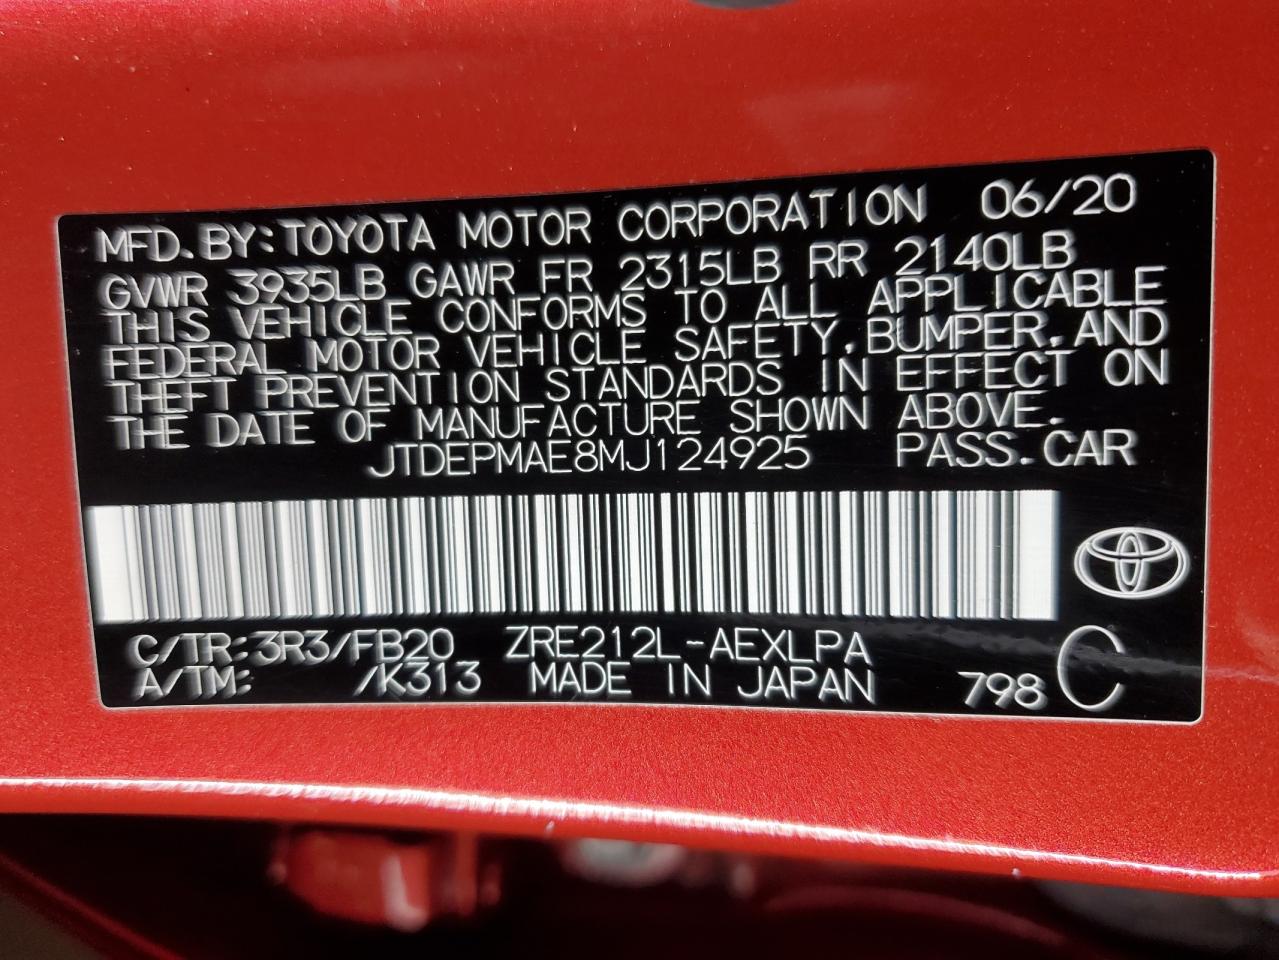 MFD.BY:TOYOTA MOTOR CORPORATION 06/20
GVWR 3935LB GAWR FR 2315LB RR 2140LB
THIS VEHICLE CONFORMS TO ALL APPLICABLE
FEDERAL MOTOR VEHICLE SAFETY,BUMPER,AND
THEFT PREVENTION STANDARDS IN EFFECT ON
THE DATE OF MANUFACTURE SHOWN ABOVE.
JTDEPMAE8MJ124925 PASS.CAR
C/TR:3R3/FB20 ZRE212L-AEXLPA
A/TM: /K313 MADE IN JAPAN 798 C